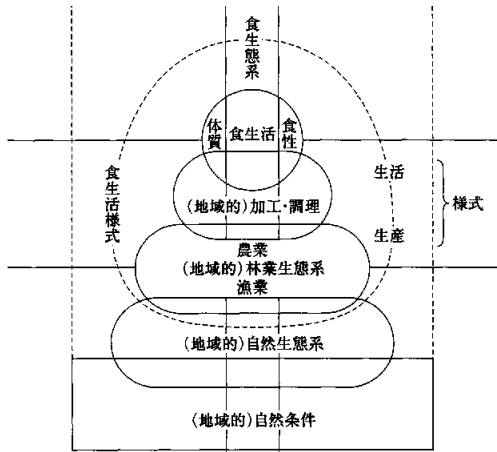 食生態系
体質
食生活
食性
食生活様式
生活
(地域的)加工・調理
様式
生産
農業
(地域的)林業生態系
漁業
(地域的)自然生態系
(地域的)自然条件